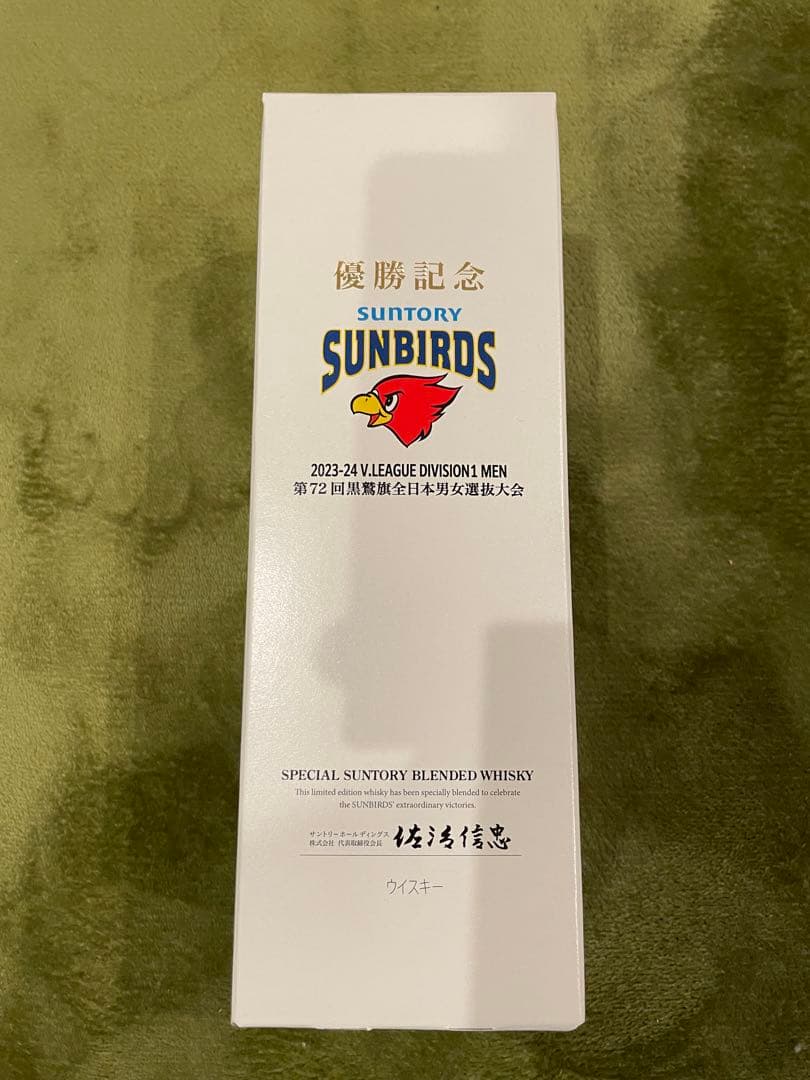 優勝記念
SUNTORY
SUNBIRDS
2023-24 V.LEAGUE DIVISION1 MEN
第72回黒鷲旗全日本男女選抜大会
SPECIAL SUNTORY BLENDED WHISKY
This limited edition whisky has been specially blended to celebrate
the SUNBIRDS' extraordinary victories.
サントリーホールディングス
株式会社 代表取締役会長 佐治信忠
ウイスキー